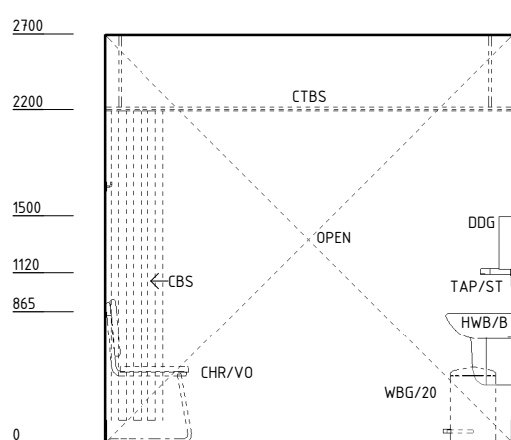 2700
CTBS
2200
1500
DDG
OPEN
1120
CBS
TAP/ST
865
HWB/B
CHR/VO
WBG/20
0